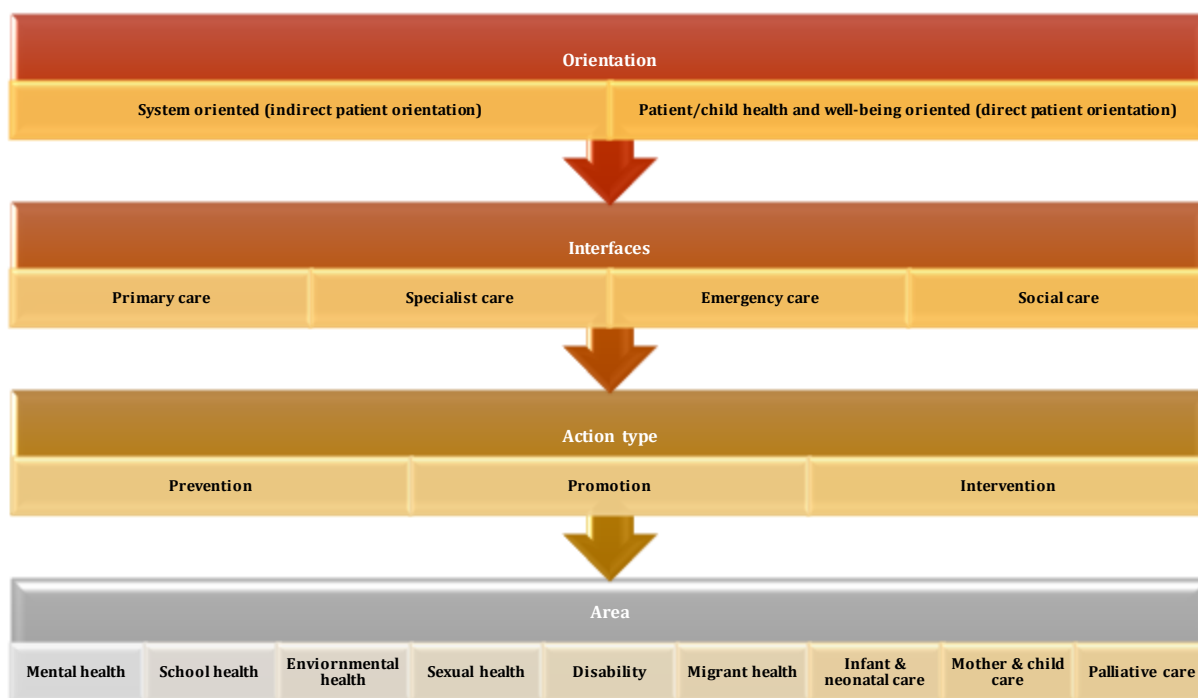 Orientation
System oriented (indirect patient orientation)
Patient/child health and well-being oriented (direct patient orientation)
Interfaces
Primary care
Specialist care
Emergency care
Social care
Action type
Prevention
Promotion
Intervention
Area
Mental health
School health
Enviornmental
health
Sexual health
Disability
Migrant health
Infant &
neonatal care
Mother & child
care
Palliative care